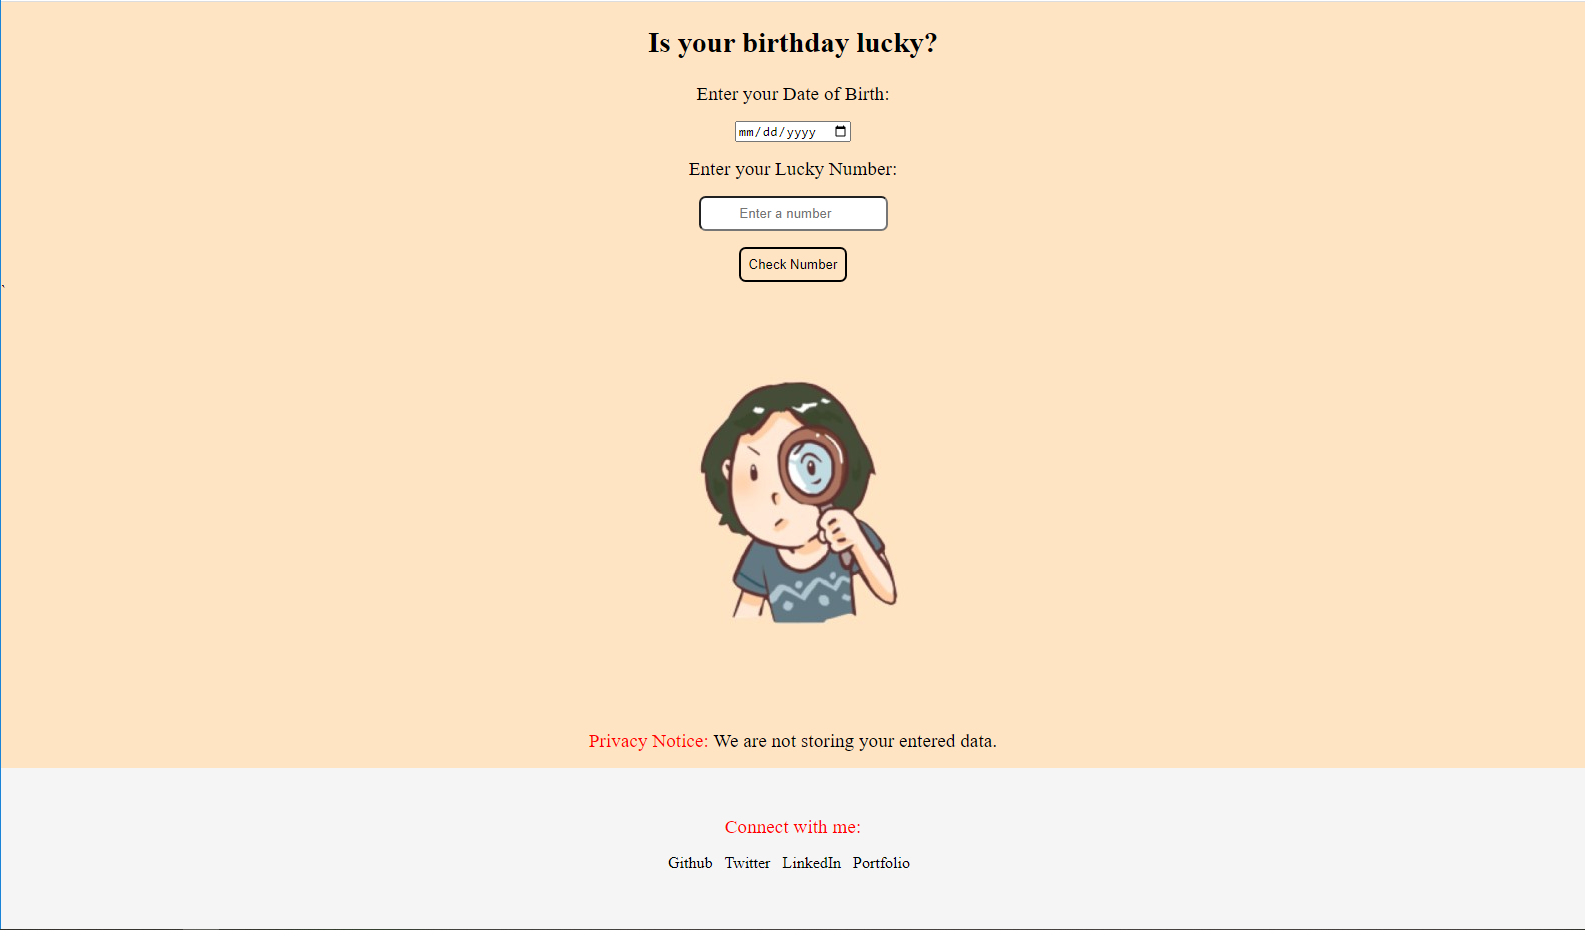 Is your birthday lucky?
Enter your Date of Birth:
mm/dd/yyyy
Enter your Lucky Number:
Enter a number
Check Number
`
Privacy Notice: We are not storing your entered data.
Connect with me:
Github Twitter LinkedIn Portfolio